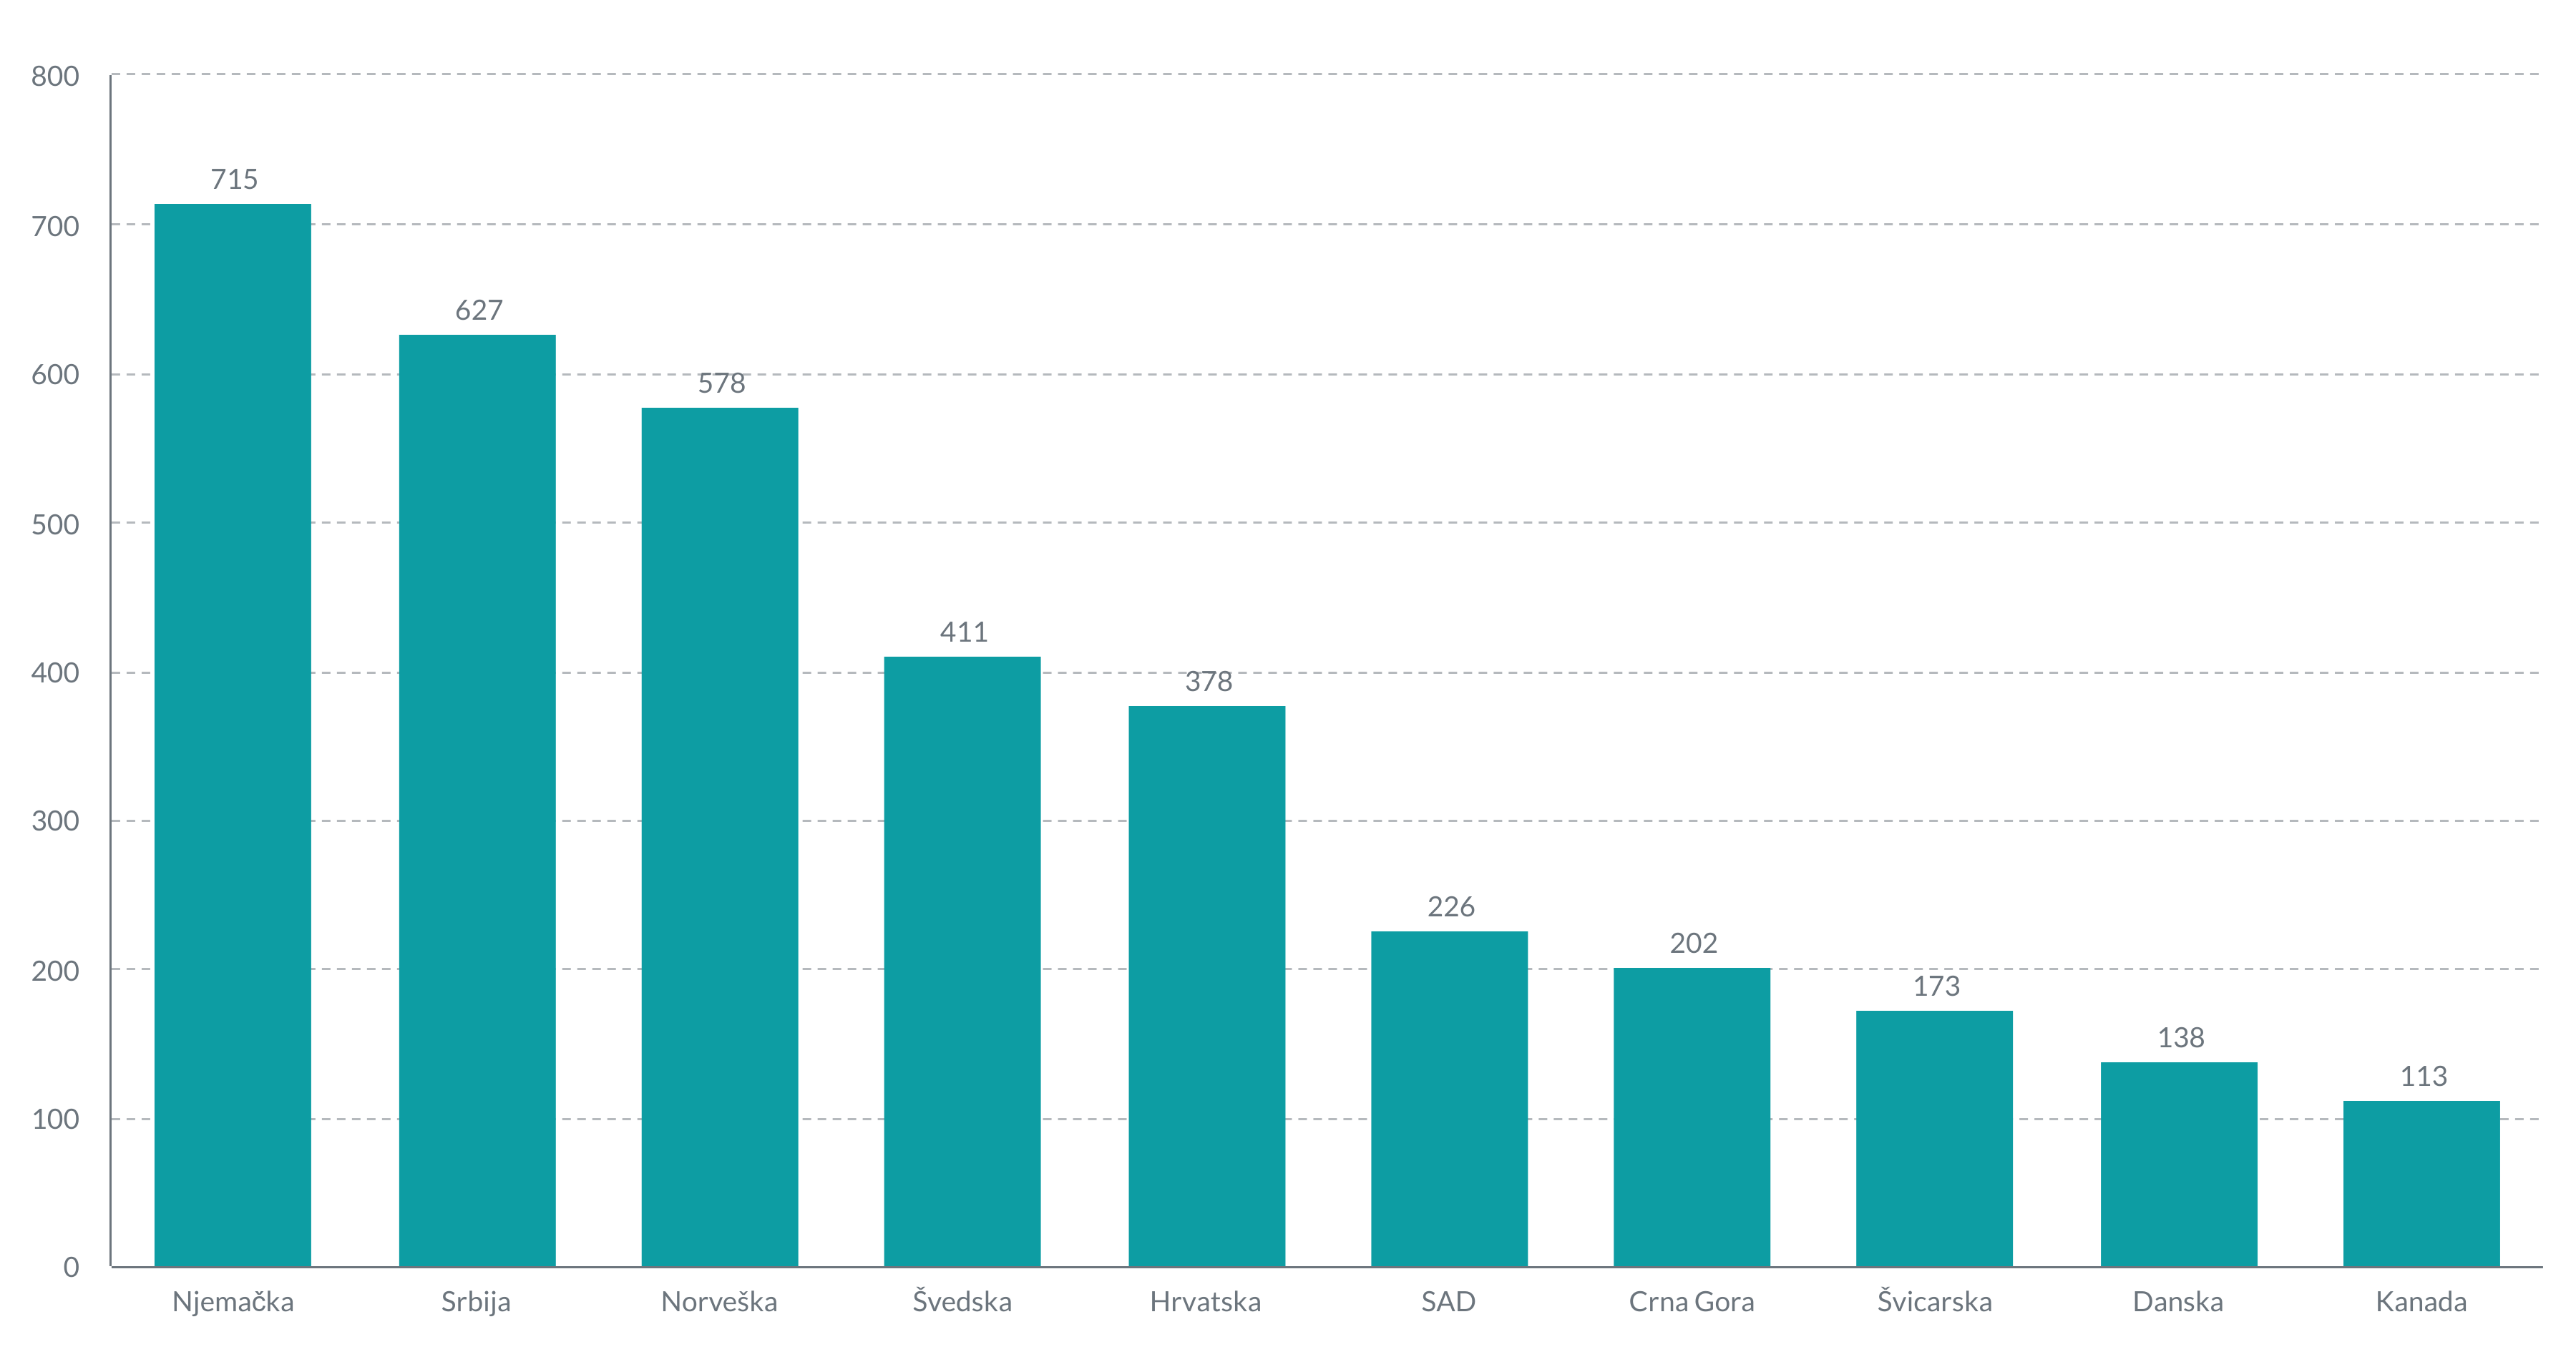 800
700
600
500
400
300
200
100
0
715
627
578
411
378
226
202
173
138
113
Njemačka
Srbija
Norveška
Švedska
Hrvatska
SAD
Crna Gora
Švicarska
Danska
Kanada